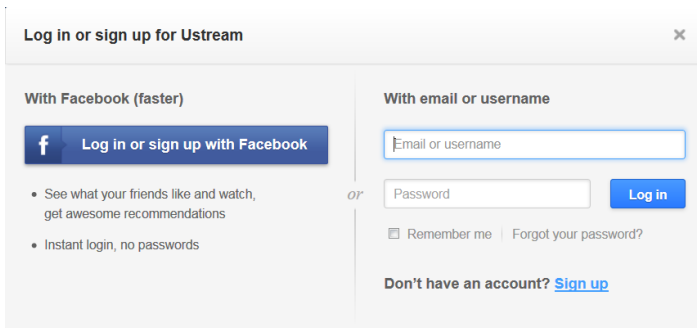 Log in or sign up for Ustream
×
With Facebook (faster)
f Log in or sign up with Facebook
• See what your friends like and watch,
get awesome recommendations
• Instant login, no passwords
or
With email or username
Email or username
Password
Log in
Remember me | Forgot your password?
Don’t have an account? Sign up